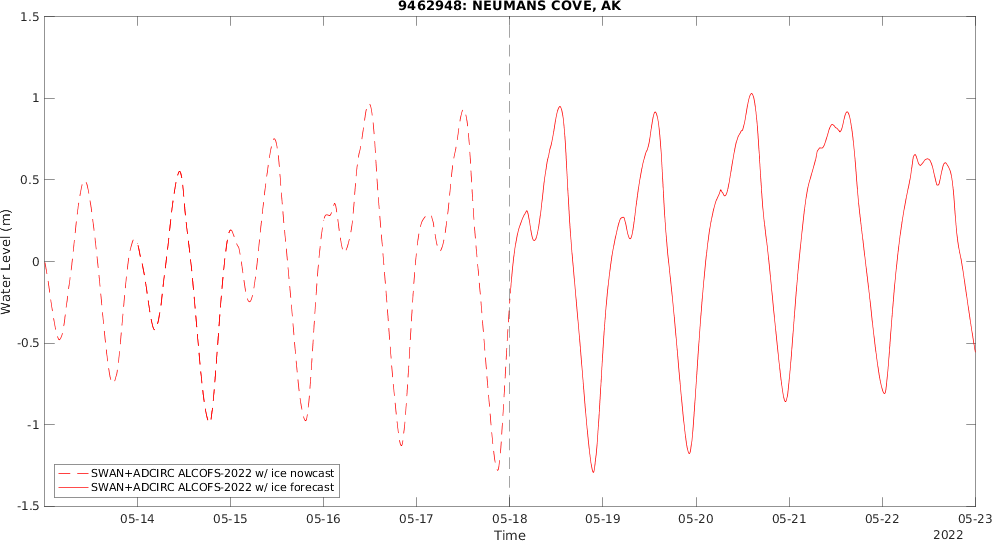 9462948: NEUMANS COVE, AK
1.5
1
0.5
0
-0.5
-1
-1.5
Water Level (m)
SWAN+ADCIRC ALCOFS-2022 w/ ice nowcast
SWAN+ADCIRC ALCOFS-2022 w/ ice forecast
05-14 05-15 05-16 05-17 05-18 05-19 05-20 05-21 05-22 05-23
Time
2022